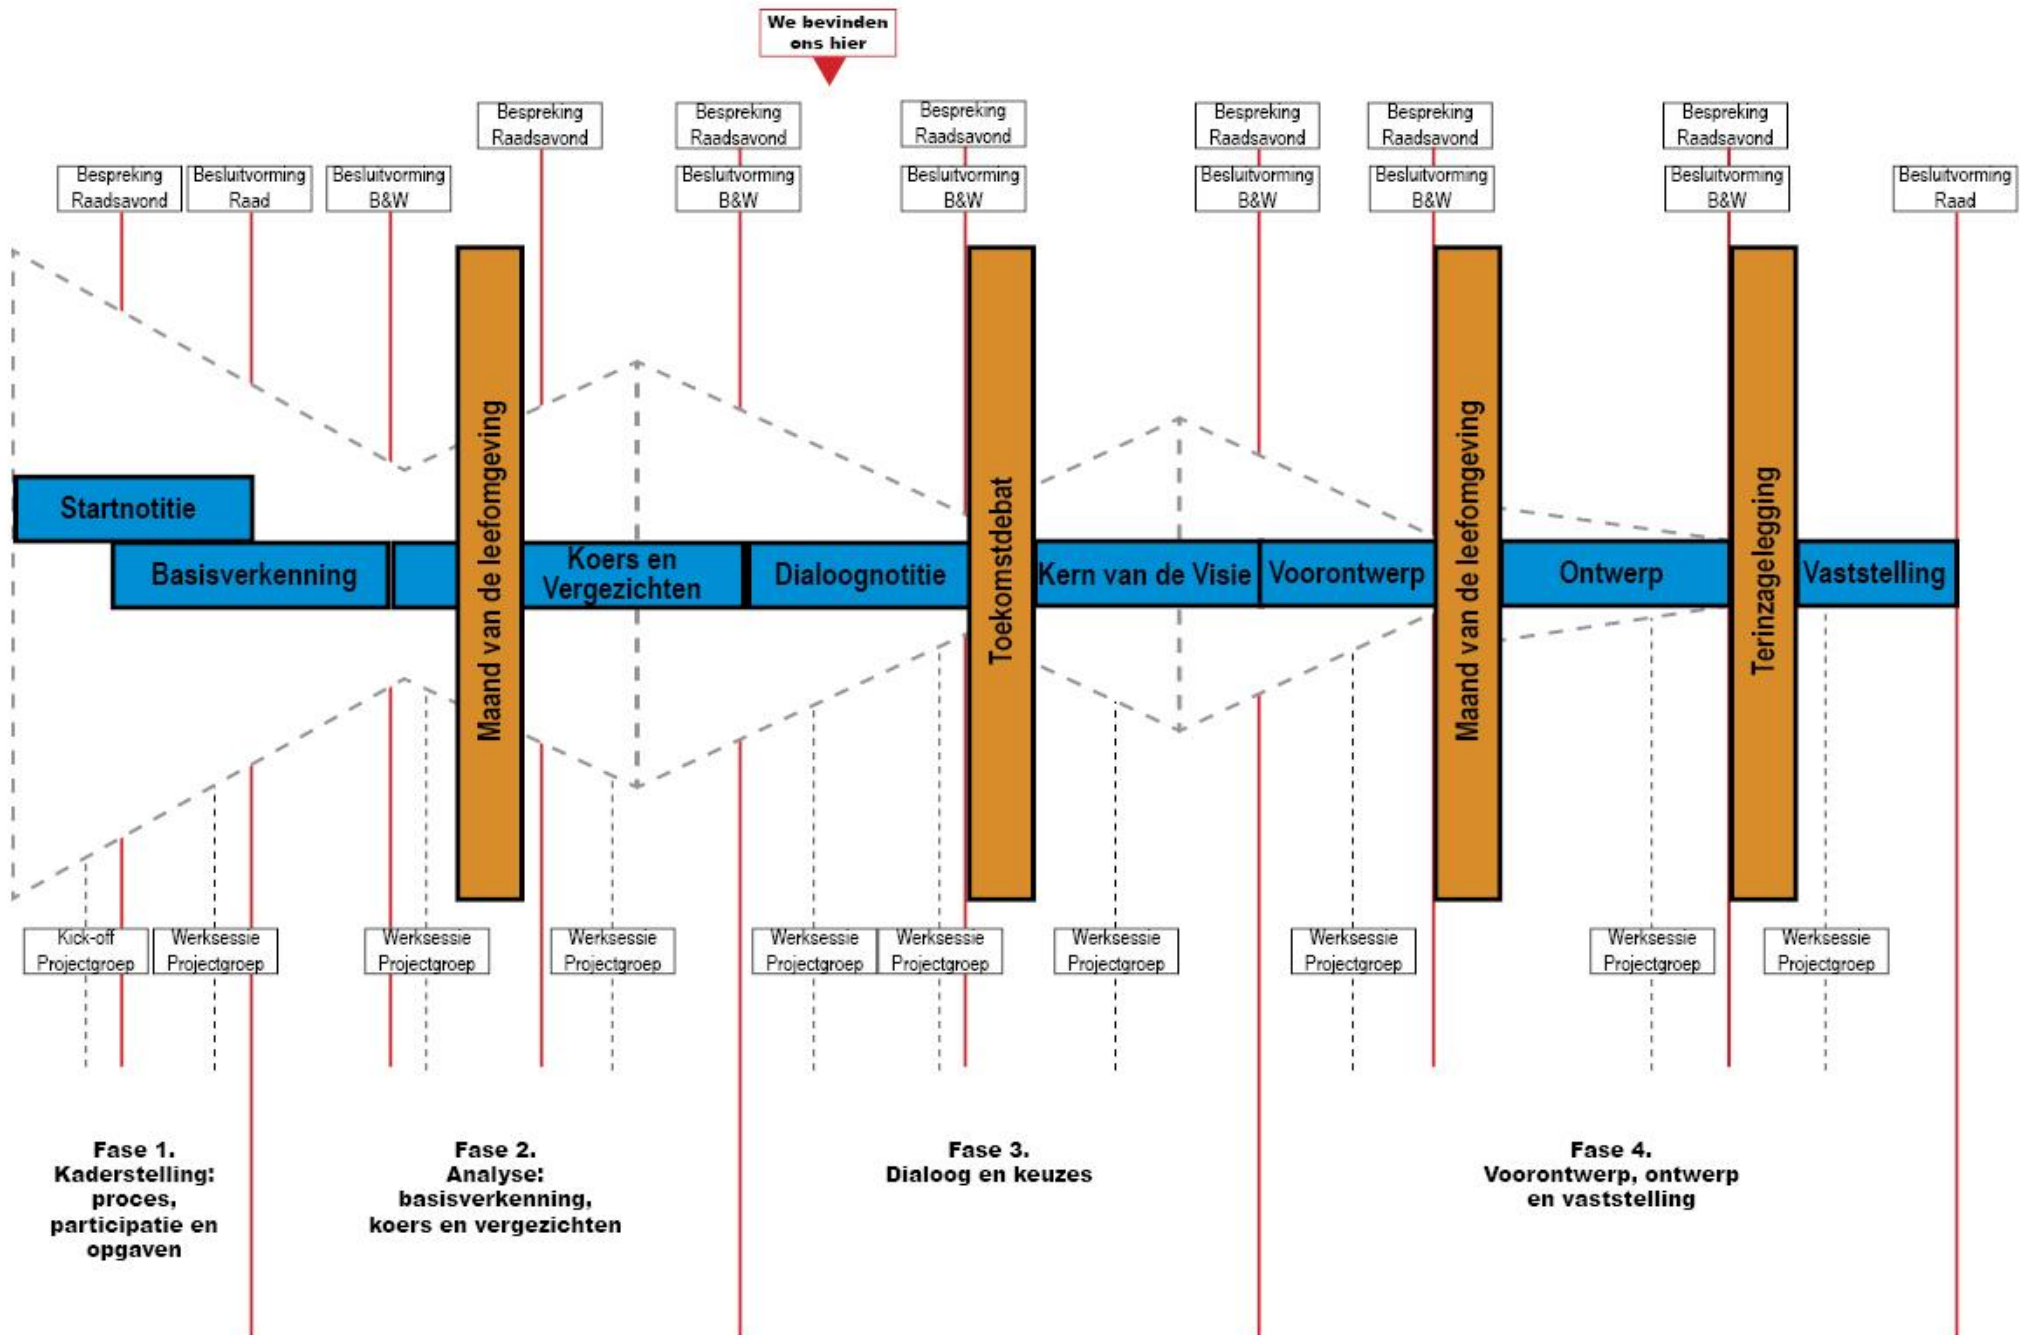 We bevinden
ons hier
Bespreking
Raadsavond
Bespreking
Raadsavond
Bespreking
Raadsavond
Bespreking
Raadsavond
Bespreking
Raadsavond
Bespreking
Raadsavond
Bespreking
Raadsavond
Besluitvorming
Raad
Besluitvorming
B&W
Besluitvorming
B&W
Besluitvorming
B&W
Besluitvorming
B&W
Besluitvorming
B&W
Besluitvorming
B&W
Besluitvorming
Raad
Startnotitie
Basisverkenning
Maand van de leefomgeving
Koers en
Vergezichten
Dialoognotitie
Toekomstdebat
Kern van de Visie
Voorontwerp
Maand van de leefomgeving
Ontwerp
Terinzagelegging
Vaststelling
Kick-off
Projectgroep
Werksessie
Projectgroep
Werksessie
Projectgroep
Werksessie
Projectgroep
Werksessie
Projectgroep
Werksessie
Projectgroep
Werksessie
Projectgroep
Werksessie
Projectgroep
Werksessie
Projectgroep
Werksessie
Projectgroep
Fase 1.
Kaderstelling:
proces,
participatie en
opgaven
Fase 2.
Analyse:
basisverkenning,
koers en vergezichten
Fase 3.
Dialoog en keuzes
Fase 4.
Voorontwerp, ontwerp
en vaststelling